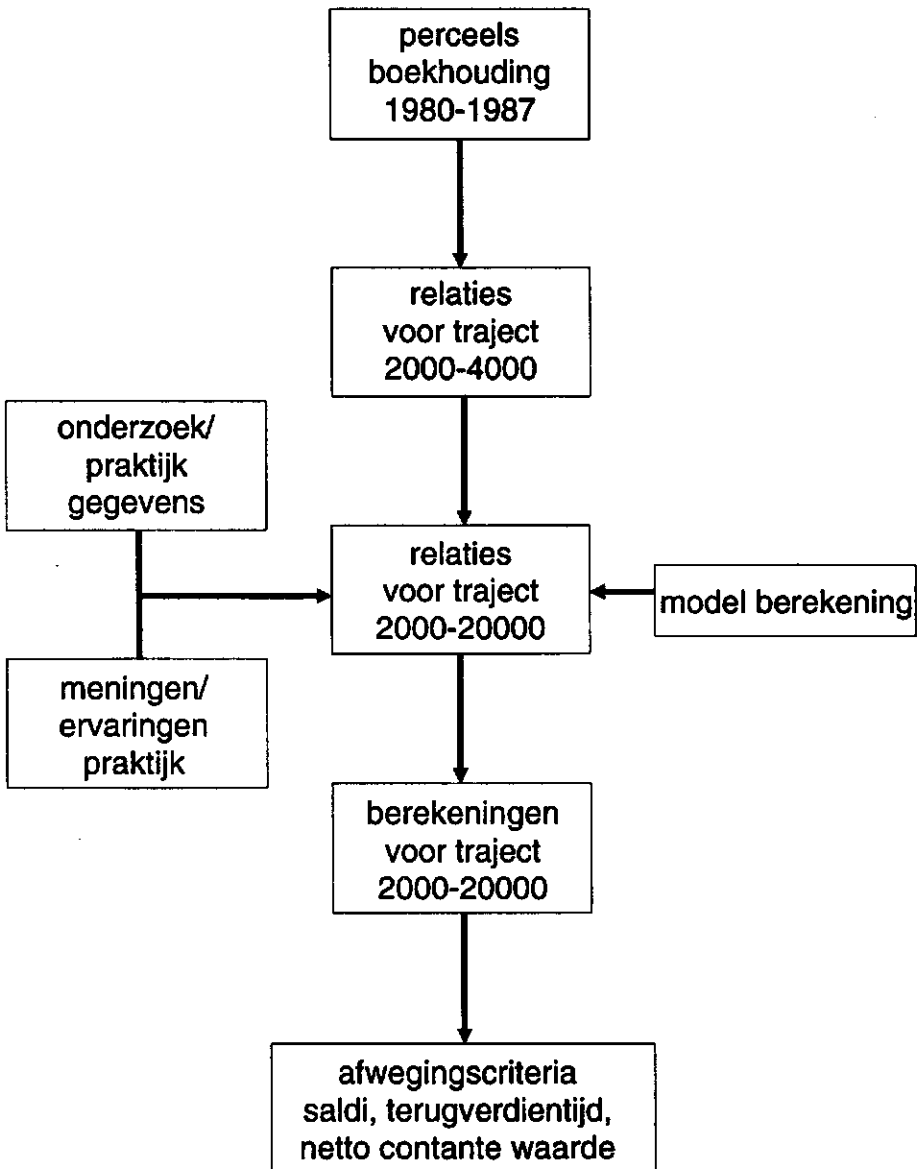 perceels
boekhouding
1980-1987
relaties
voor traject
2000-4000
onderzoek/
praktijk
gegevens
relaties
voor traject
2000-20000
model berekening
meningen/
ervaringen
praktijk
berekeningen
voor traject
2000-20000
afwegingscriteria
saldi, terugverdientijd,
netto contante waarde